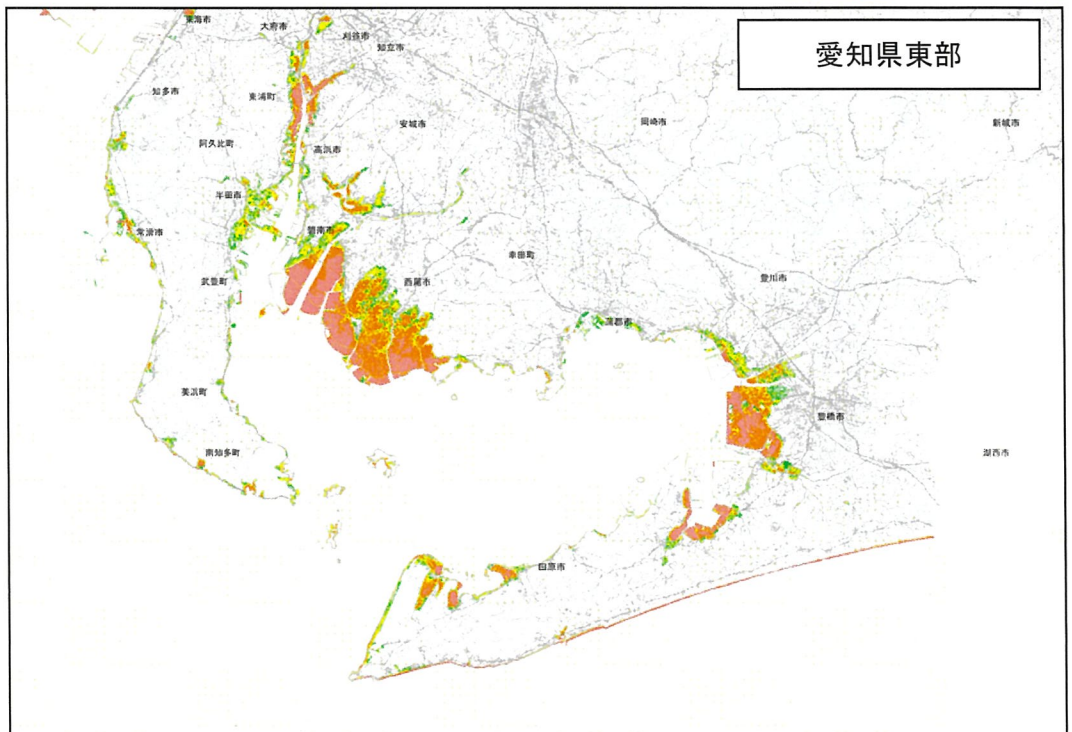 愛知県東部
東海市
大府市
刈谷市
知立市
知多市
東浦町
安城市
岡崎市
新城市
阿久比町
高浜市
半田市
常滑市
碧南市
幸田町
武豊町
西尾市
豊川市
蒲郡市
美浜町
豊橋市
南知多町
湖西市
田原市